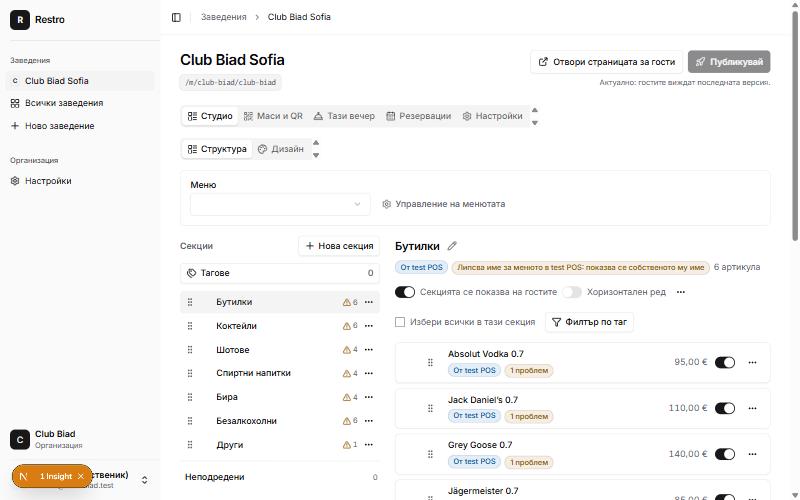 R Restro
Заведения
C Club Biad Sofia
Всички заведения
Ново заведение
Организация
Настройки
C Club Biad
Организация
N 1 Insight ×
ственик)
ad.test
Заведения > Club Biad Sofia
Club Biad Sofia
/m/club-biad/club-biad
Отвори страницата за гости
Публикувай
Актуално: гостите виждат последната версия.
Студио
Маси и QR
Тази вечер
Резервации
Настройки
Структура
Дизайн
Меню
Управление на менютата
Секции
+ Нова секция
Тагове 0
Бутилки 6
Коктейли 6
Шотове 4
Спиртни напитки 4
Бира 4
Безалкохолни 6
Други 1
Неподредени 0
Бутилки
От test POS
Липсва име за менюто в test POS: показва се собственото му име
6 артикула
Секцията се показва на гостите
Хоризонтален ред
Избери всички в тази секция
Филтър по таг
Absolut Vodka 0.7
От test POS 1 проблем
95,00 €
Jack Daniel's 0.7
От test POS 1 проблем
110,00 €
Grey Goose 0.7
От test POS 1 проблем
140,00 €
Jägermeister 0.7
85,00 €